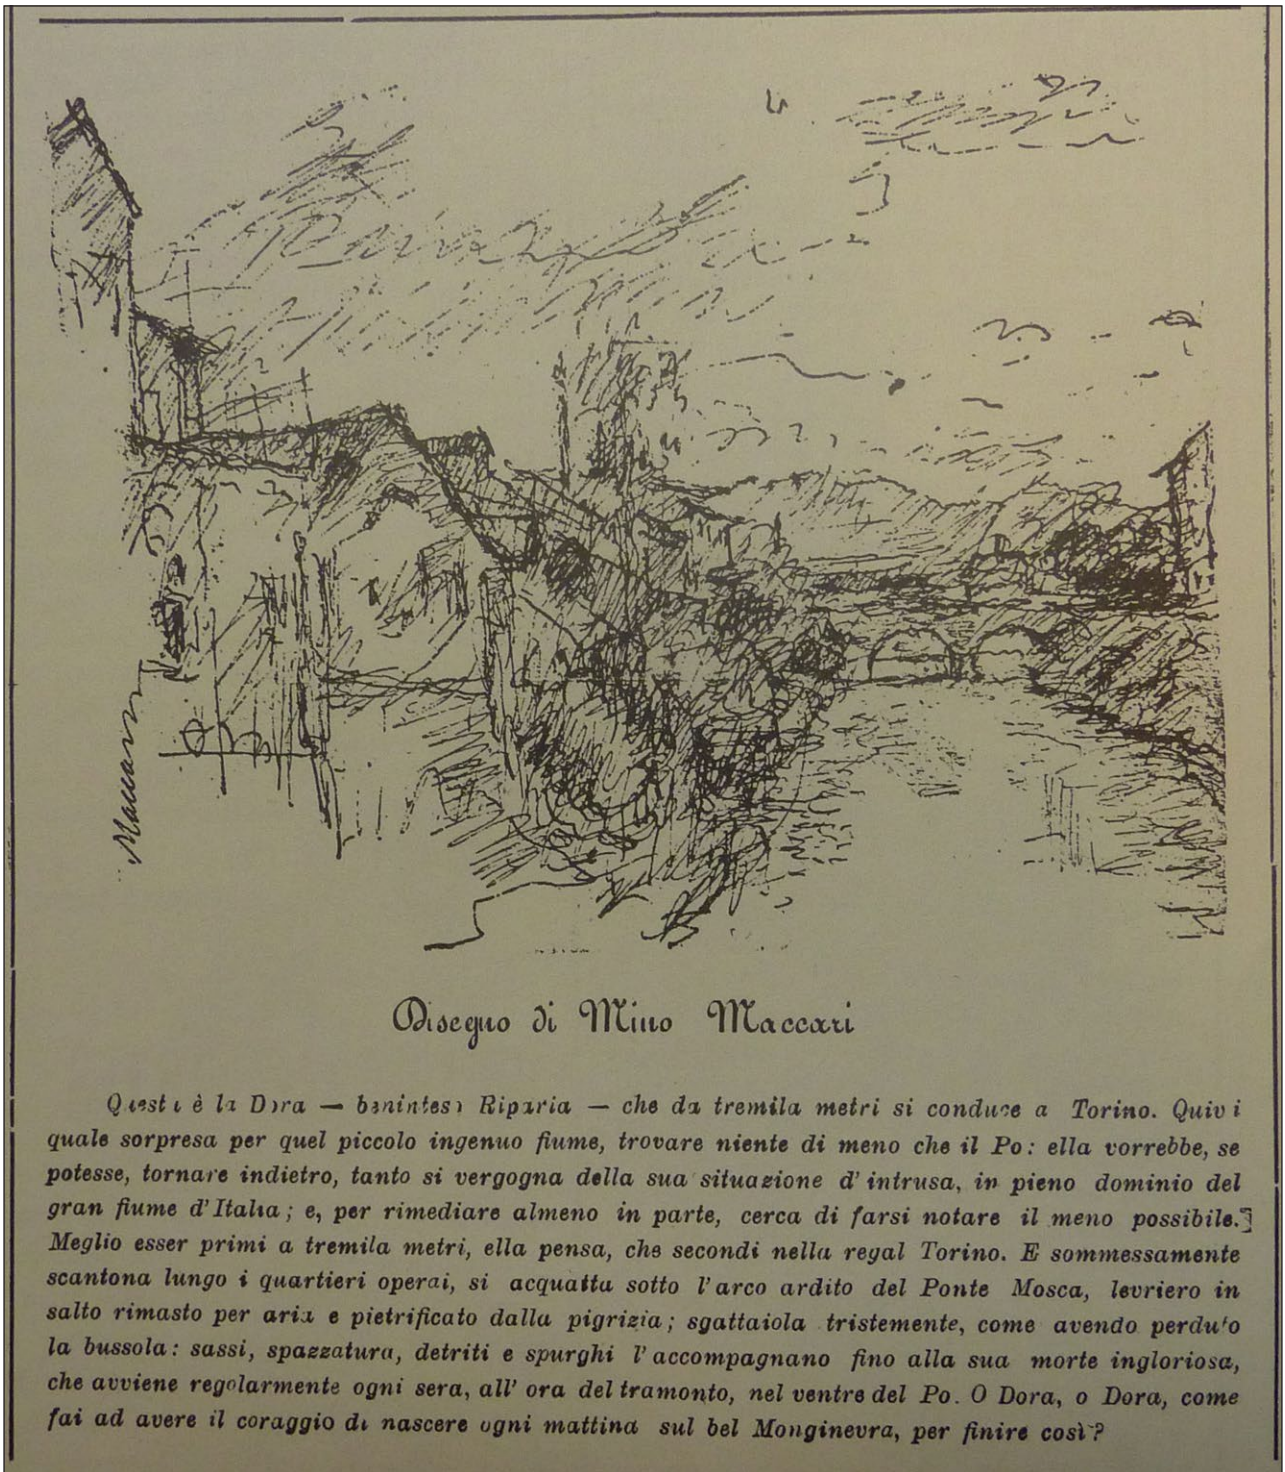 Maccari
Disegno di Mino Maccari
Questa è la Dora — benintesa Riparia — che da tremila metri si conduce a Torino. Quivi
quale sorpresa per quel piccolo ingenuo fiume, trovare niente di meno che il Po: ella vorrebbe, se
potesse, tornare indietro, tanto si vergogna della sua situazione d'intrusa, in pieno dominio del
gran fiume d'Italia; e, per rimediare almeno in parte, cerca di farsi notare il meno possibile.
Meglio esser primi a tremila metri, ella pensa, che secondi nella regal Torino. E sommessamente
scantona lungo i quartieri operai, si acquatta sotto l'arco ardito del Ponte Mosca, levriero in
salto rimasto per aria e pietrificato dalla pigrizia; sgattaiola tristemente, come avendo perduto
la bussola: sassi, spazzatura, detriti e spurghi l'accompagnano fino alla sua morte ingloriosa,
che avviene regolarmente ogni sera, all'ora del tramonto, nel ventre del Po. O Dora, o Dora, come
fai ad avere il coraggio di nascere ogni mattina sul bel Monginevra, per finire così?